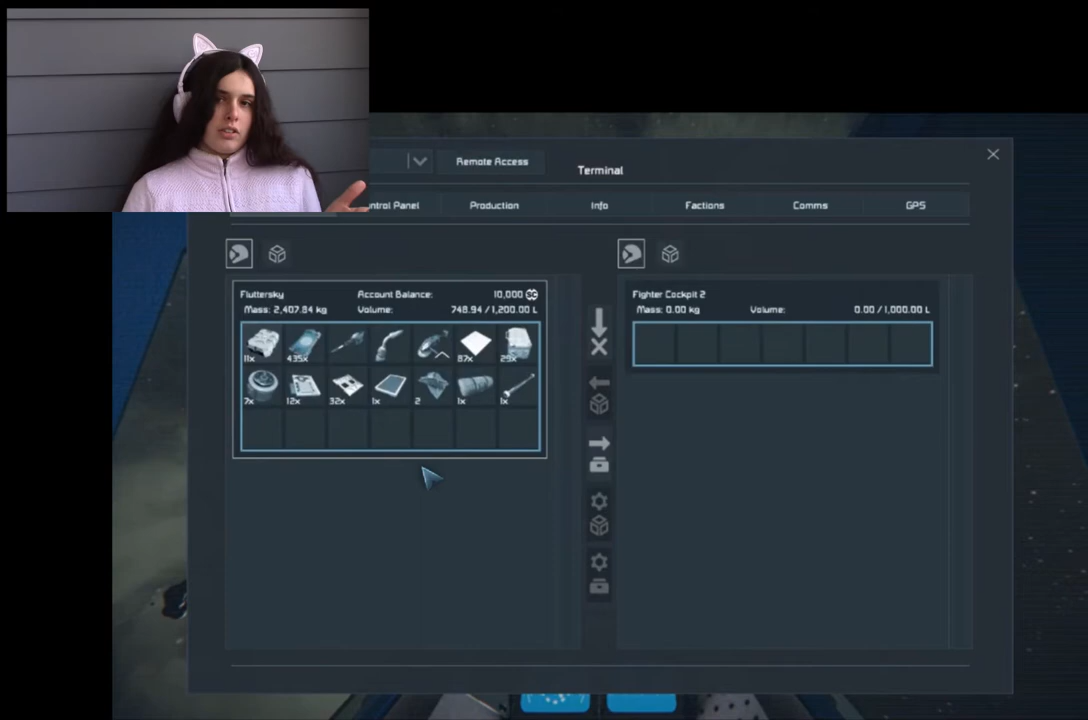 Remote Access
Terminal
ntrol Panel
Production
Info
Factions
Comms
GPS
Fluttersky
Account Balance:
10,000 SC
Mass: 2,407.84 kg
Volume:
748.94 / 1,200.00 L
11x
435x
87x
29x
7x
12x
32x
1x
2
1x
1x
Fighter Cockpit 2
Mass: 0.00 kg
Volume:
0.00 / 1,000.00 L